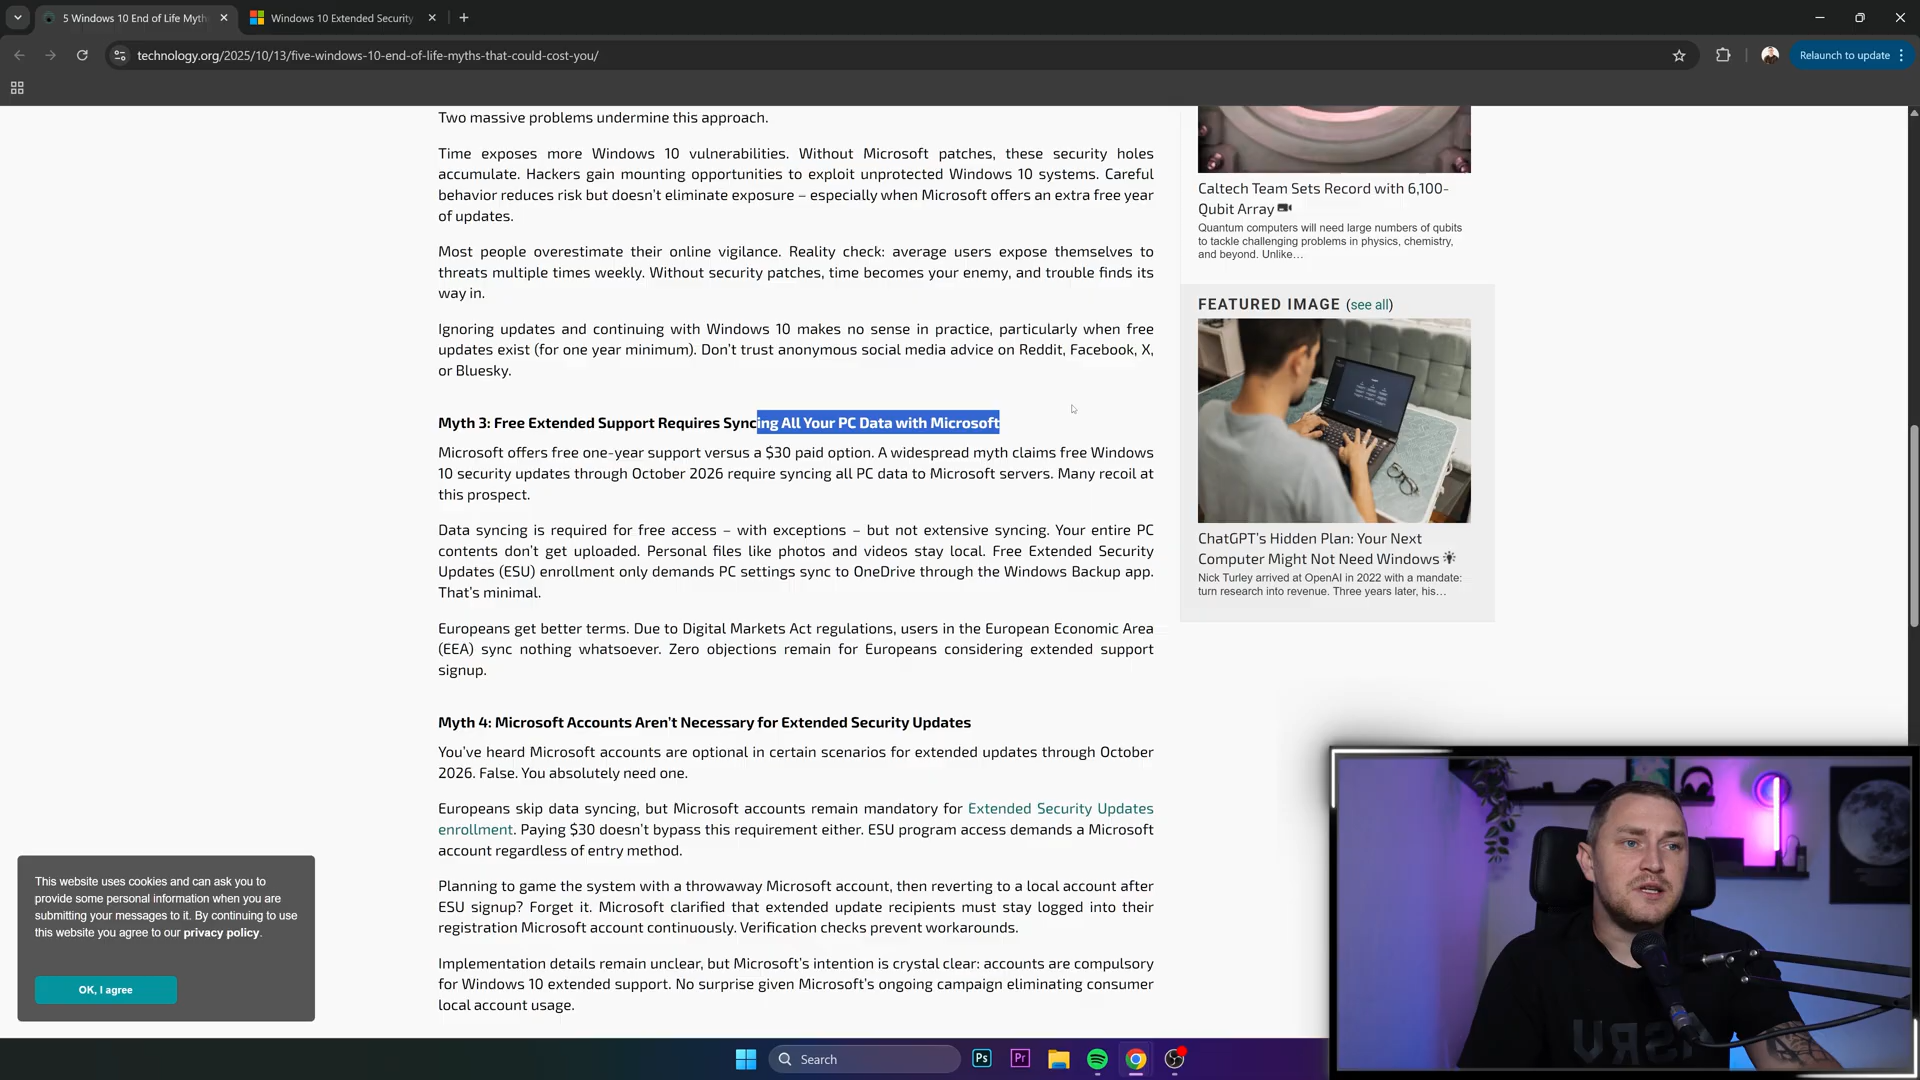 5 Windows 10 End of Life Myth
Windows 10 Extended Security
technology.org/2025/10/13/five-windows-10-end-of-life-myths-that-could-cost-you/
Relaunch to update
Two massive problems undermine this approach.
Time exposes more Windows 10 vulnerabilities. Without Microsoft patches, these security holes
accumulate. Hackers gain mounting opportunities to exploit unprotected Windows 10 systems. Careful
behavior reduces risk but doesn't eliminate exposure – especially when Microsoft offers an extra free year
of updates.
Most people overestimate their online vigilance. Reality check: average users expose themselves to
threats multiple times weekly. Without security patches, time becomes your enemy, and trouble finds its
way in.
Ignoring updates and continuing with Windows 10 makes no sense in practice, particularly when free
updates exist (for one year minimum). Don't trust anonymous social media advice on Reddit, Facebook, X,
or Bluesky.
Myth 3: Free Extended Support Requires Syncing All Your PC Data with Microsoft
Microsoft offers free one-year support versus a $30 paid option. A widespread myth claims free Windows
10 security updates through October 2026 require syncing all PC data to Microsoft servers. Many recoil at
this prospect.
Data syncing is required for free access – with exceptions – but not extensive syncing. Your entire PC
contents don't get uploaded. Personal files like photos and videos stay local. Free Extended Security
Updates (ESU) enrollment only demands PC settings sync to OneDrive through the Windows Backup app.
That's minimal.
Europeans get better terms. Due to Digital Markets Act regulations, users in the European Economic Area
(EEA) sync nothing whatsoever. Zero objections remain for Europeans considering extended support
signup.
Myth 4: Microsoft Accounts Aren't Necessary for Extended Security Updates
You've heard Microsoft accounts are optional in certain scenarios for extended updates through October
2026. False. You absolutely need one.
Europeans skip data syncing, but Microsoft accounts remain mandatory for Extended Security Updates
enrollment. Paying $30 doesn't bypass this requirement either. ESU program access demands a Microsoft
account regardless of entry method.
Planning to game the system with a throwaway Microsoft account, then reverting to a local account after
ESU signup? Forget it. Microsoft clarified that extended update recipients must stay logged into their
registration Microsoft account continuously. Verification checks prevent workarounds.
Implementation details remain unclear, but Microsoft's intention is crystal clear: accounts are compulsory
for Windows 10 extended support. No surprise given Microsoft's ongoing campaign eliminating consumer
local account usage.
Caltech Team Sets Record with 6,100-
Qubit Array
Quantum computers will need large numbers of qubits
to tackle challenging problems in physics, chemistry,
and beyond. Unlike…
FEATURED IMAGE (see all)
ChatGPT's Hidden Plan: Your Next
Computer Might Not Need Windows
Nick Turley arrived at OpenAI in 2022 with a mandate:
turn research into revenue. Three years later, his…
This website uses cookies and can ask you to
provide some personal information when you are
submitting your messages to it. By continuing to use
this website you agree to our privacy policy.
OK, I agree
Search
Ps
Pr